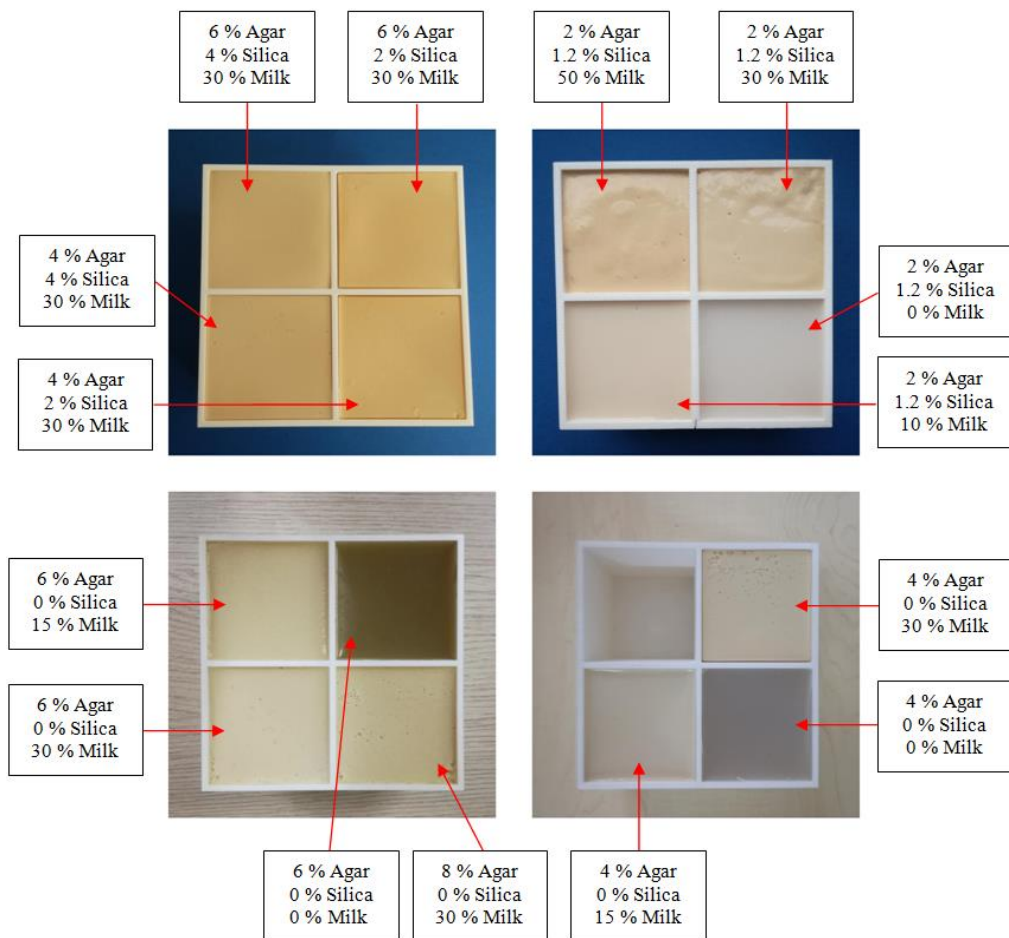 6 % Agar
4 % Silica
30 % Milk
6 % Agar
2 % Silica
30 % Milk
2 % Agar
1.2 % Silica
50 % Milk
2 % Agar
1.2 % Silica
30 % Milk
4 % Agar
4 % Silica
30 % Milk
2 % Agar
1.2 % Silica
0 % Milk
4 % Agar
2 % Silica
30 % Milk
2 % Agar
1.2 % Silica
10 % Milk
6 % Agar
0 % Silica
15 % Milk
4 % Agar
0 % Silica
30 % Milk
6 % Agar
0 % Silica
30 % Milk
4 % Agar
0 % Silica
0 % Milk
6 % Agar
0 % Silica
0 % Milk
8 % Agar
0 % Silica
30 % Milk
4 % Agar
0 % Silica
15 % Milk